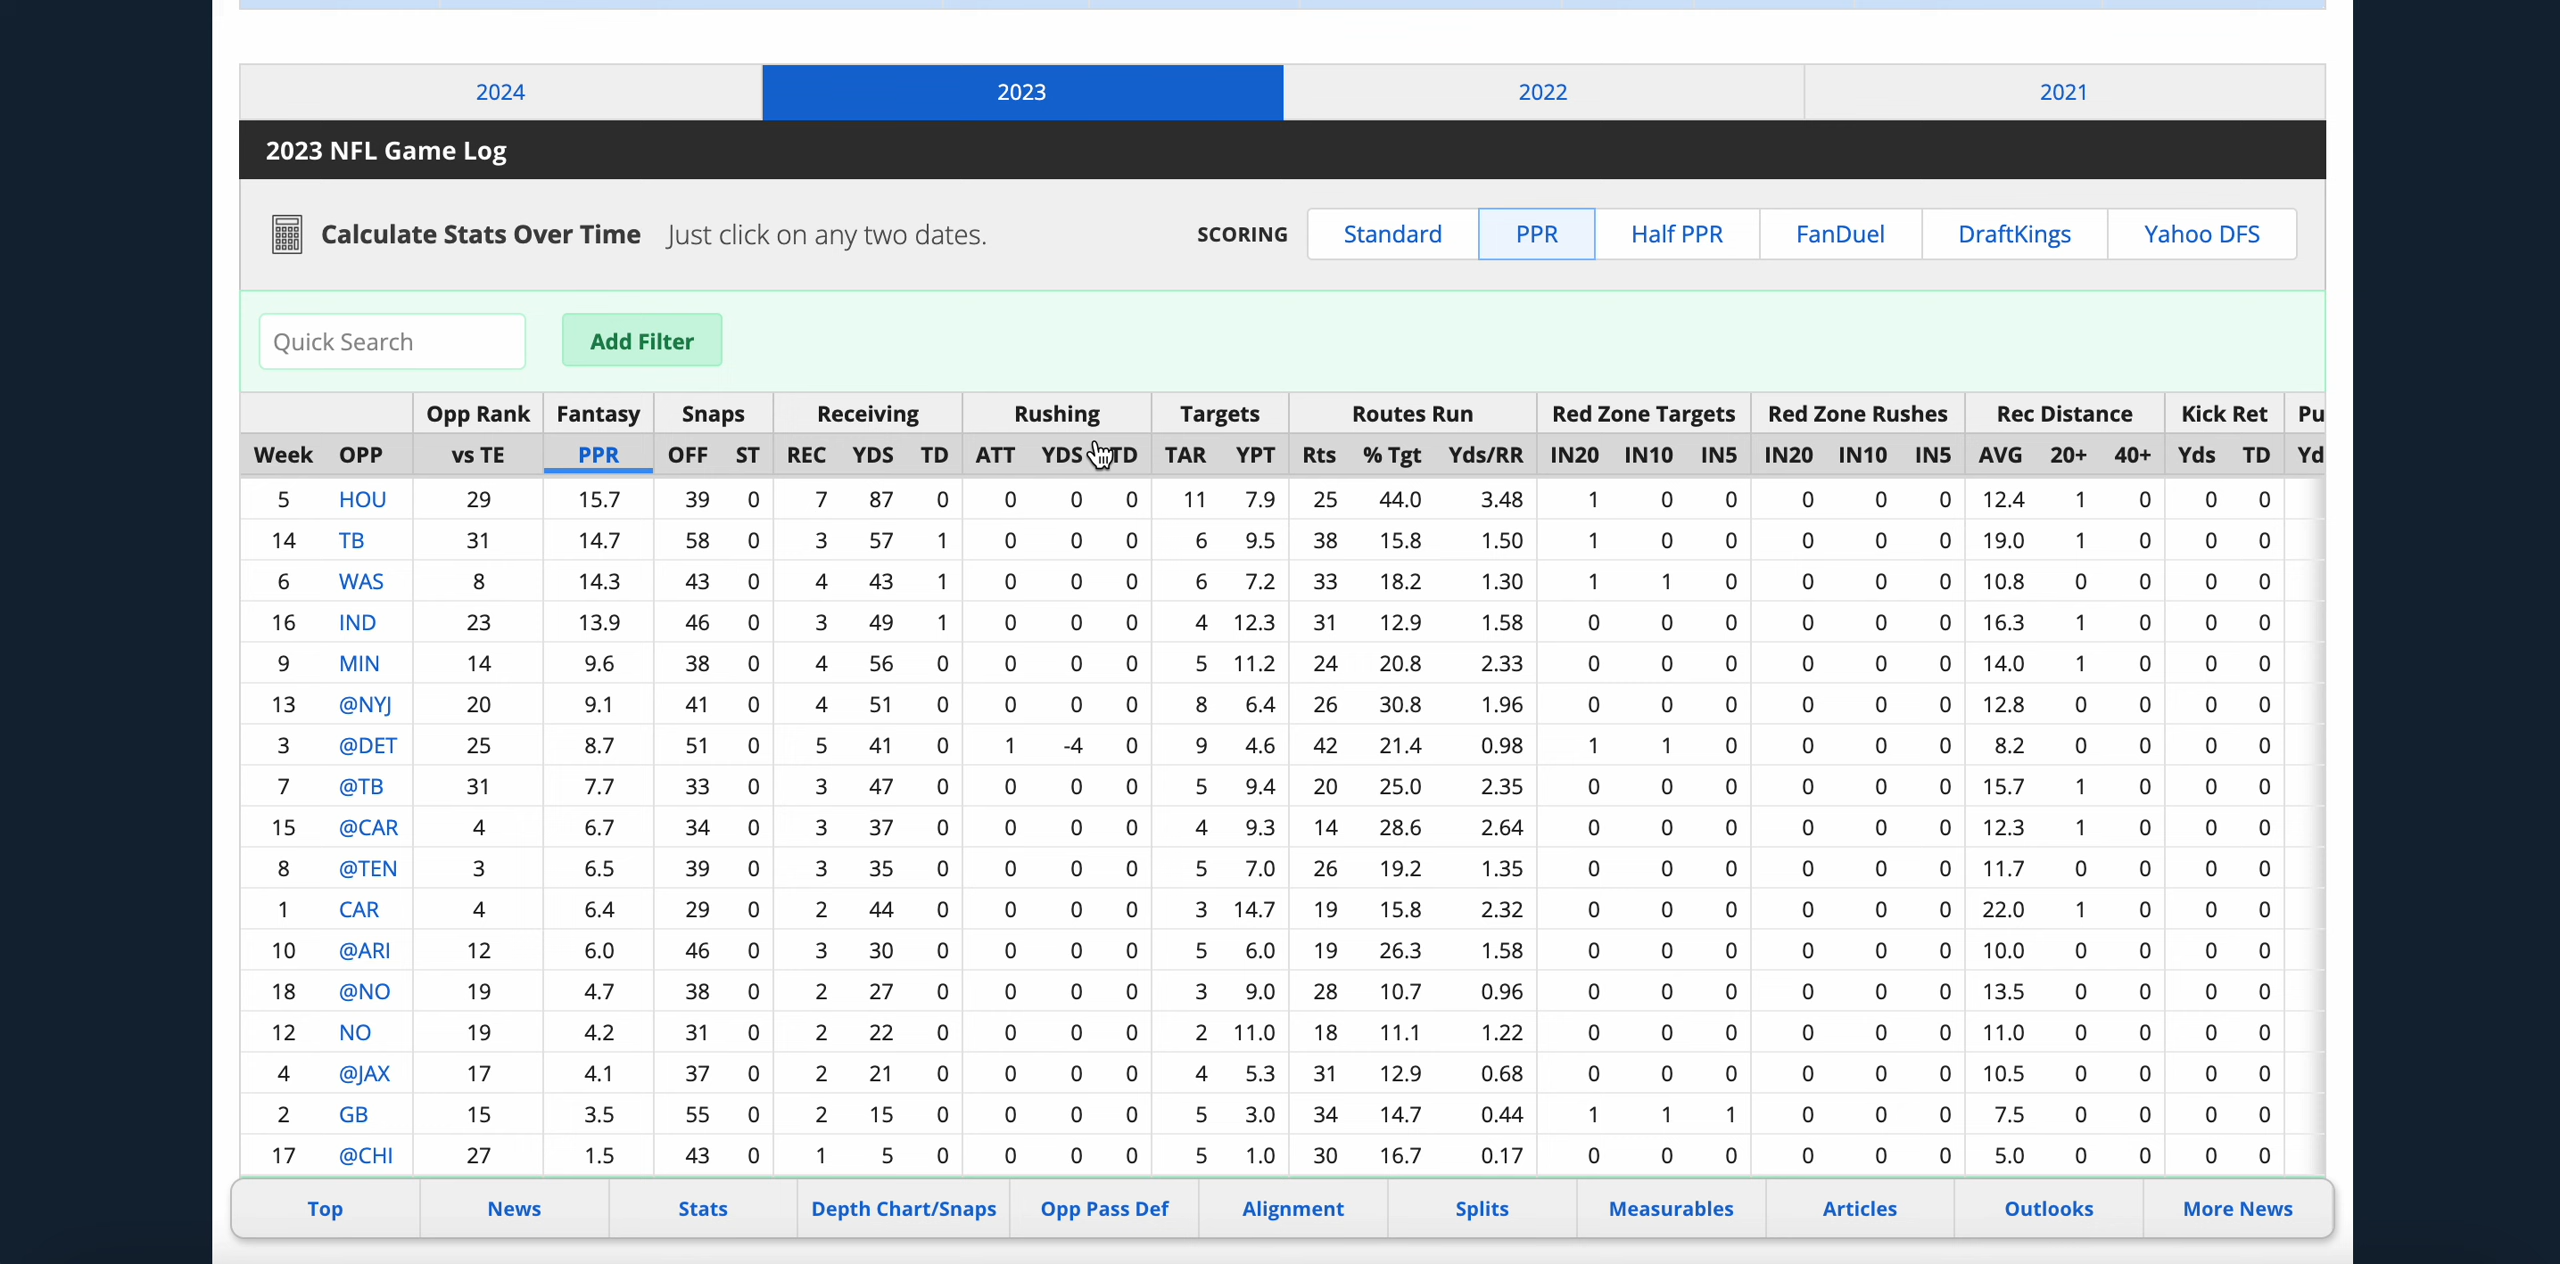 2024 2023 2022 2021
2023 NFL Game Log
Calculate Stats Over Time Just click on any two dates. SCORING Standard PPR Half PPR FanDuel DraftKings Yahoo DFS
Quick Search Add Filter
Opp Rank Fantasy Snaps Receiving Rushing Targets Routes Run Red Zone Targets Red Zone Rushes Rec Distance Kick Ret Pu
Week OPP vs TE PPR OFF ST REC YDS TD ATT YDS TD TAR YPT Rts % Tgt Yds/RR IN20 IN10 IN5 IN20 IN10 IN5 AVG 20+ 40+ Yds TD Yd
5 HOU 29 15.7 39 0 7 87 0 0 0 0 11 7.9 25 44.0 3.48 1 0 0 0 0 0 12.4 1 0 0 0
14 TB 31 14.7 58 0 3 57 1 0 0 0 6 9.5 38 15.8 1.50 1 0 0 0 0 0 19.0 1 0 0 0
6 WAS 8 14.3 43 0 4 43 1 0 0 0 6 7.2 33 18.2 1.30 1 1 0 0 0 0 10.8 0 0 0 0
16 IND 23 13.9 46 0 3 49 1 0 0 0 4 12.3 31 12.9 1.58 0 0 0 0 0 0 16.3 1 0 0 0
9 MIN 14 9.6 38 0 4 56 0 0 0 0 5 11.2 24 20.8 2.33 0 0 0 0 0 0 14.0 1 0 0 0
13 @NYJ 20 9.1 41 0 4 51 0 0 0 0 8 6.4 26 30.8 1.96 0 0 0 0 0 0 12.8 0 0 0 0
3 @DET 25 8.7 51 0 5 41 0 1 -4 0 9 4.6 42 21.4 0.98 1 1 0 0 0 0 8.2 0 0 0 0
7 @TB 31 7.7 33 0 3 47 0 0 0 0 5 9.4 20 25.0 2.35 0 0 0 0 0 0 15.7 1 0 0 0
15 @CAR 4 6.7 34 0 3 37 0 0 0 0 4 9.3 14 28.6 2.64 0 0 0 0 0 0 12.3 1 0 0 0
8 @TEN 3 6.5 39 0 3 35 0 0 0 0 5 7.0 26 19.2 1.35 0 0 0 0 0 0 11.7 0 0 0 0
1 CAR 4 6.4 29 0 2 44 0 0 0 0 3 14.7 19 15.8 2.32 0 0 0 0 0 0 22.0 1 0 0 0
10 @ARI 12 6.0 46 0 3 30 0 0 0 0 5 6.0 19 26.3 1.58 0 0 0 0 0 0 10.0 0 0 0 0
18 @NO 19 4.7 38 0 2 27 0 0 0 0 3 9.0 28 10.7 0.96 0 0 0 0 0 0 13.5 0 0 0 0
12 NO 19 4.2 31 0 2 22 0 0 0 0 2 11.0 18 11.1 1.22 0 0 0 0 0 0 11.0 0 0 0 0
4 @JAX 17 4.1 37 0 2 21 0 0 0 0 4 5.3 31 12.9 0.68 0 0 0 0 0 0 10.5 0 0 0 0
2 GB 15 3.5 55 0 2 15 0 0 0 0 5 3.0 34 14.7 0.44 1 1 1 0 0 0 7.5 0 0 0 0
17 @CHI 27 1.5 43 0 1 5 0 0 0 0 5 1.0 30 16.7 0.17 0 0 0 0 0 0 5.0 0 0 0 0
Top News Stats Depth Chart/Snaps Opp Pass Def Alignment Splits Measurables Articles Outlooks More News